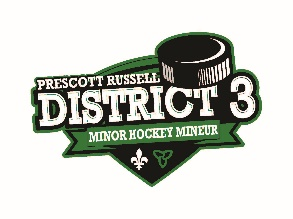 PRESCOTT RUSSELL
DISTRICT 3
MINOR HOCKEY MINEUR